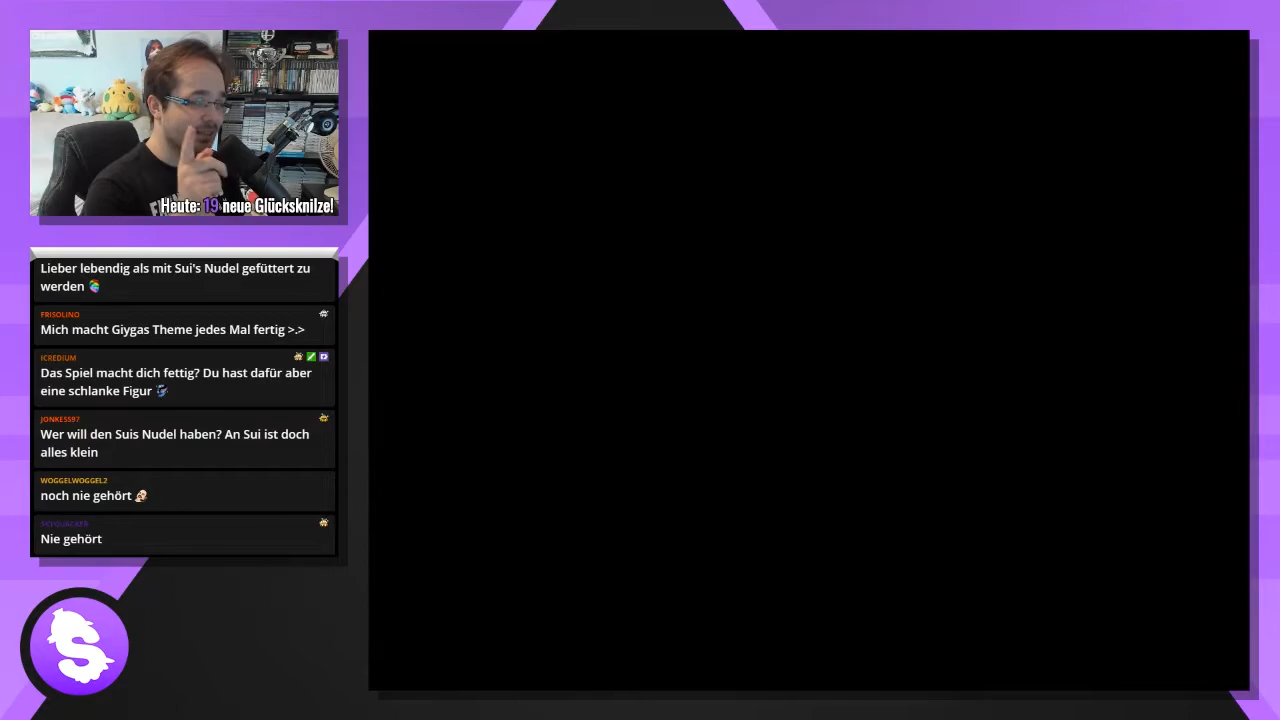 Heute: 19 neue Glücksknilze!
Lieber lebendig als mit Sui's Nudel gefüttert zu
werden
FRISOLINO
Mich macht Giygas Theme jedes Mal fertig >.>
ICREDIUM
Das Spiel macht dich fettig? Du hast dafür aber
eine schlanke Figur
JONKESS97
Wer will den Suis Nudel haben? An Sui ist doch
alles klein
WOGGELWOGGEL2
noch nie gehört
Nie gehört
S